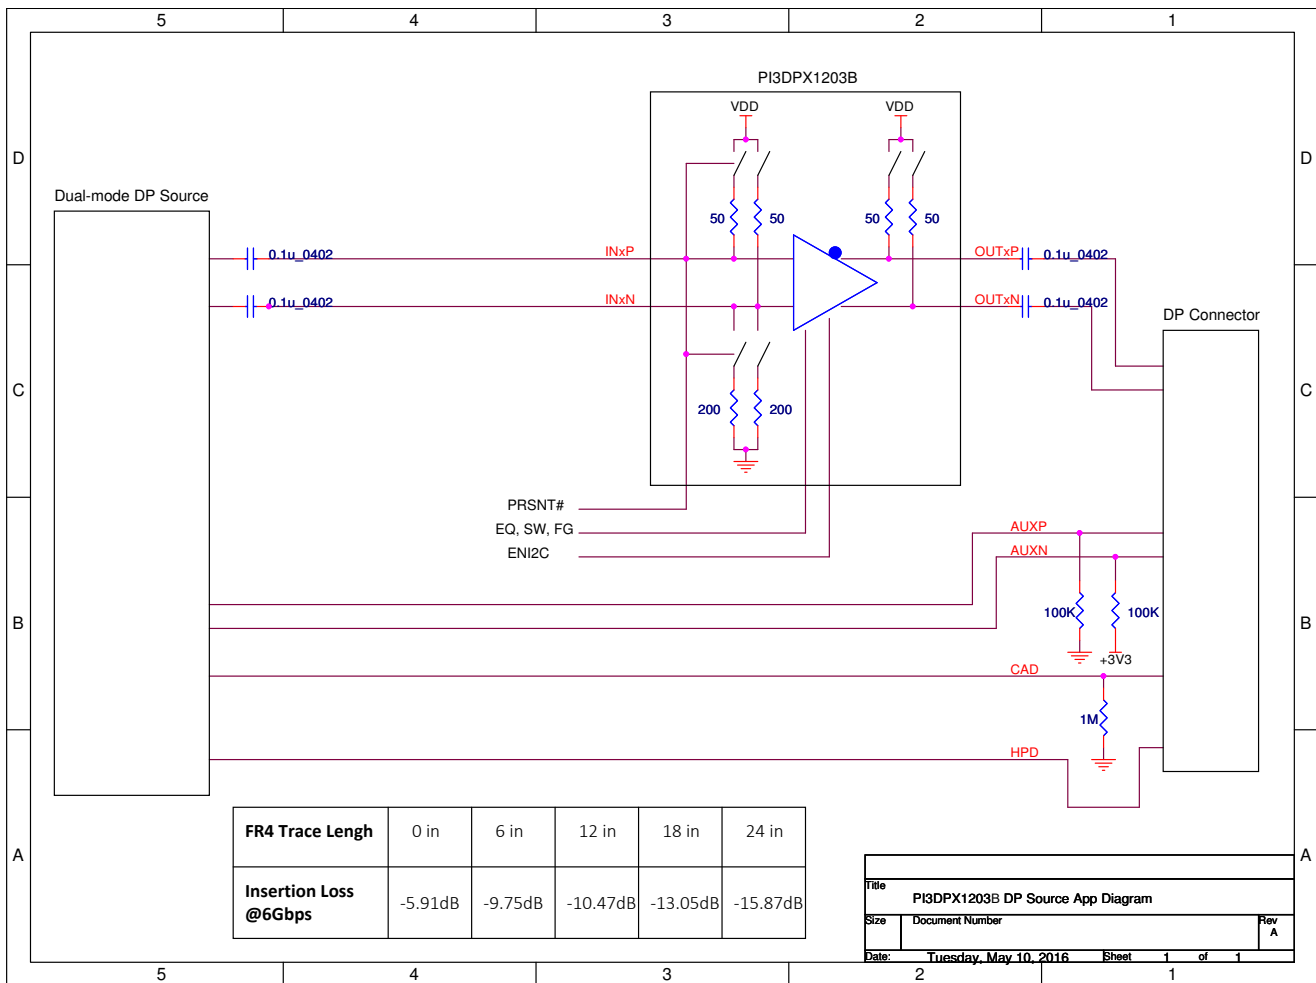 5 4 3 2 1
PI3DPX1203B
VDD VDD
D D
Dual-mode DP Source
50 50 50 50
0.1u_0402 INxP OUTxP 0.1u_0402
0.1u_0402 INxN OUTxN 0.1u_0402
DP Connector
C C
200 200
PRSNT#
EQ, SW, FG
ENI2C
AUXP
AUXN
B B
100K 100K
+3V3
CAD
1M
HPD
FR4 Trace Lengh 0 in 6 in 12 in 18 in 24 in
Insertion Loss
@6Gbps -5.91dB -9.75dB -10.47dB -13.05dB -15.87dB
A A
Title
PI3DPX1203B DP Source App Diagram
Size Document Number Rev
A
Date: Tuesday, May 10, 2016 Sheet 1 of 1
5 4 3 2 1